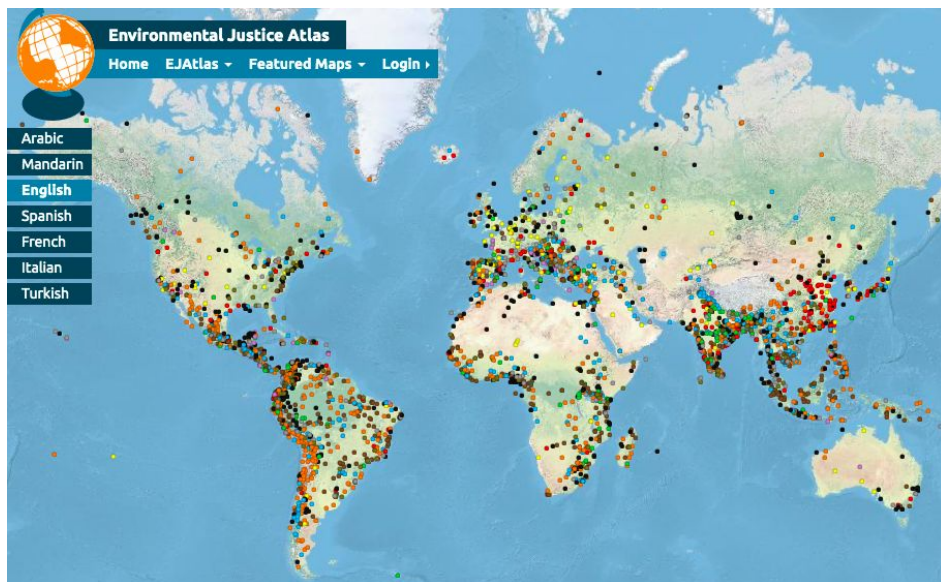 Environmental Justice Atlas
Home EJAtlas Featured Maps Login
Arabic
Mandarin
English
Spanish
French
Italian
Turkish